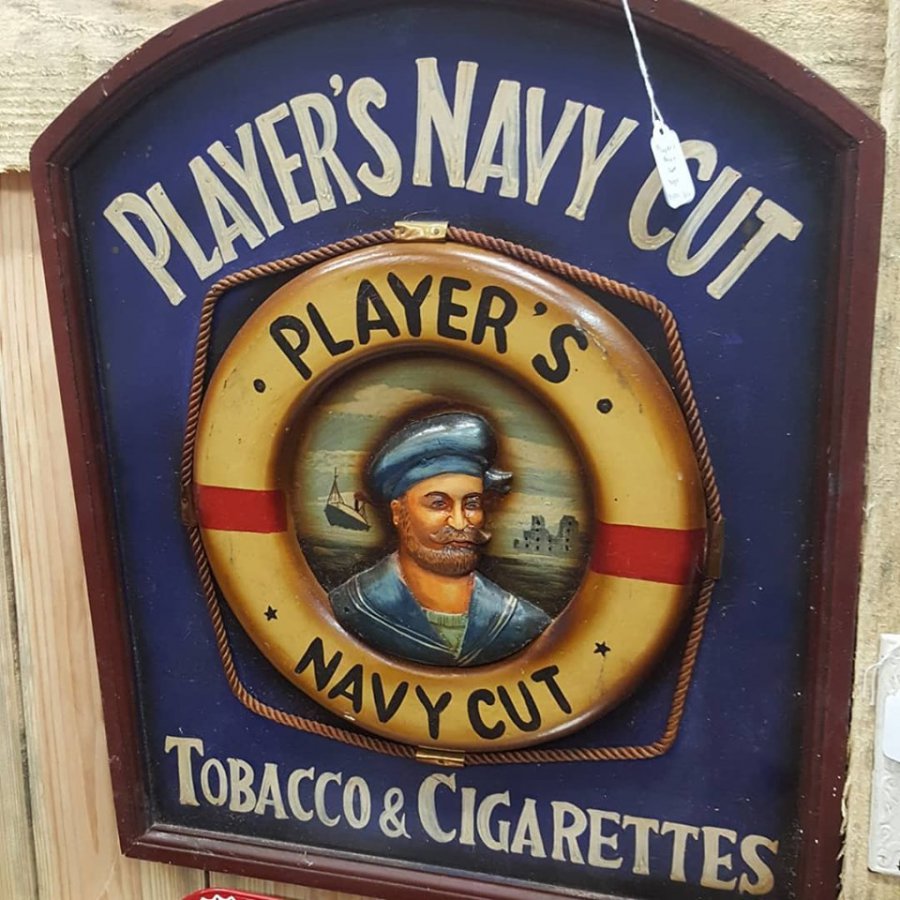 PLAYER'S NAVY CUT
PLAYER'S
NAVY CUT
TOBACCO & CIGARETTES